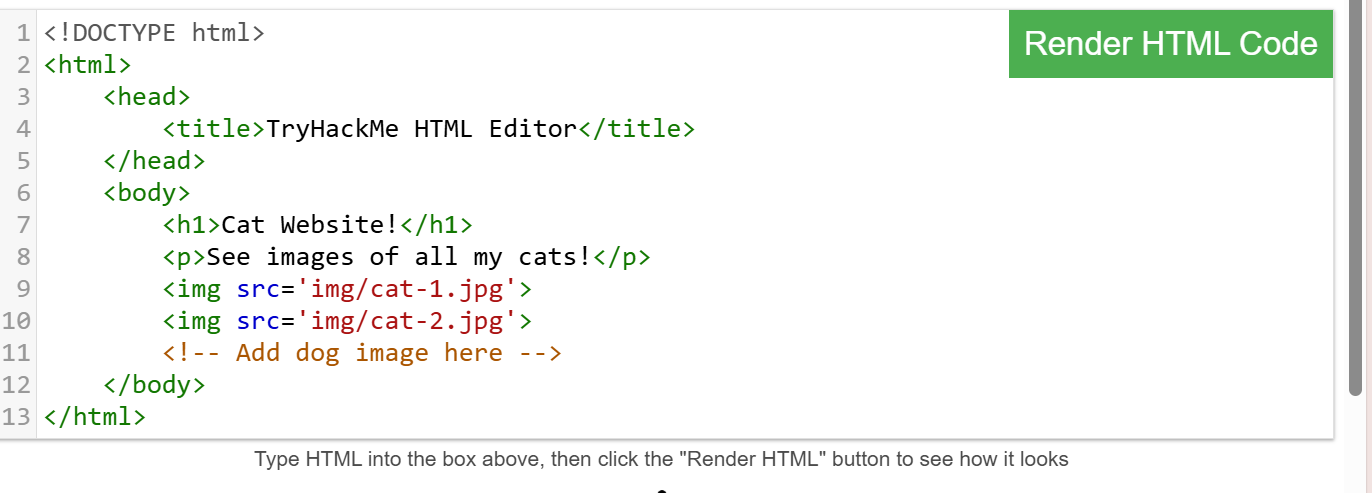 1 <!DOCTYPE html>
Render HTML Code
2 <html>
3 <head>
4 <title>TryHackMe HTML Editor</title>
5 </head>
6 <body>
7 <h1>Cat Website!</h1>
8 <p>See images of all my cats!</p>
9 <img src='img/cat-1.jpg'>
10 <img src='img/cat-2.jpg'>
11 <!-- Add dog image here -->
12 </body>
13 </html>
Type HTML into the box above, then click the "Render HTML" button to see how it looks